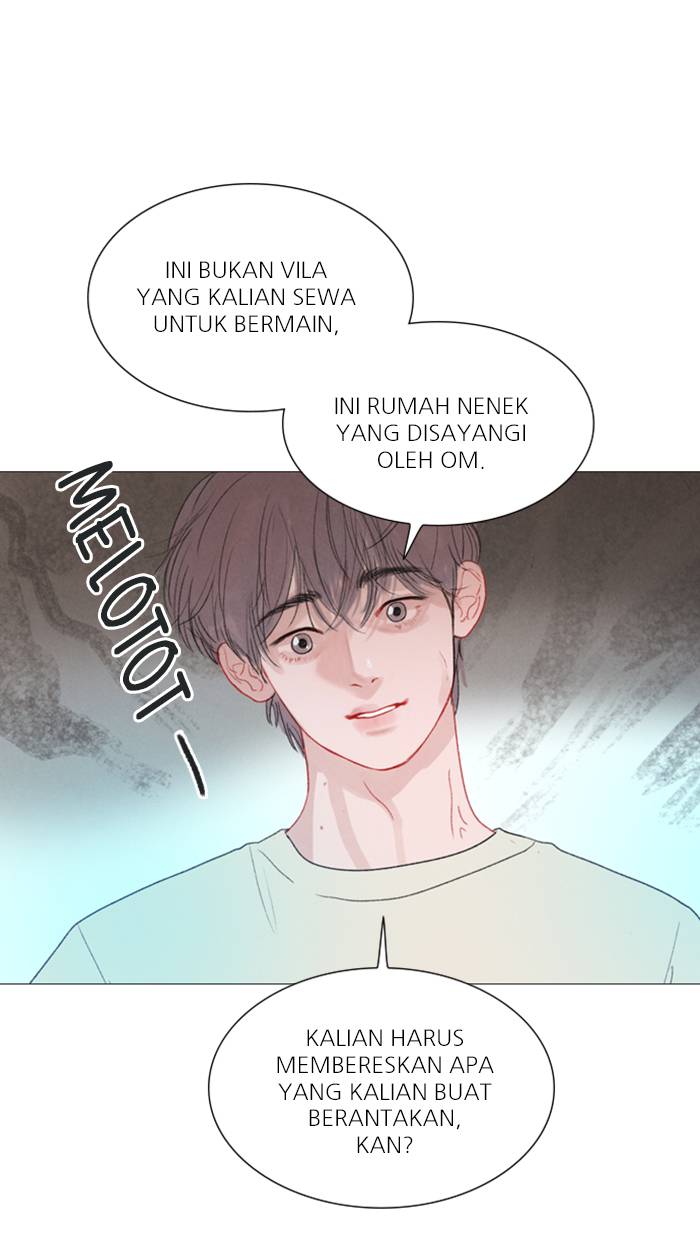 INI BUKAN VILA
YANG KALIAN SEWA
UNTUK BERMAIN,
INI RUMAH NENEK
YANG DISAYANGI
OLEH OM.
MELOTOT —
KALIAN HARUS
MEMBERESKAN APA
YANG KALIAN BUAT
BERANTAKAN,
KAN?